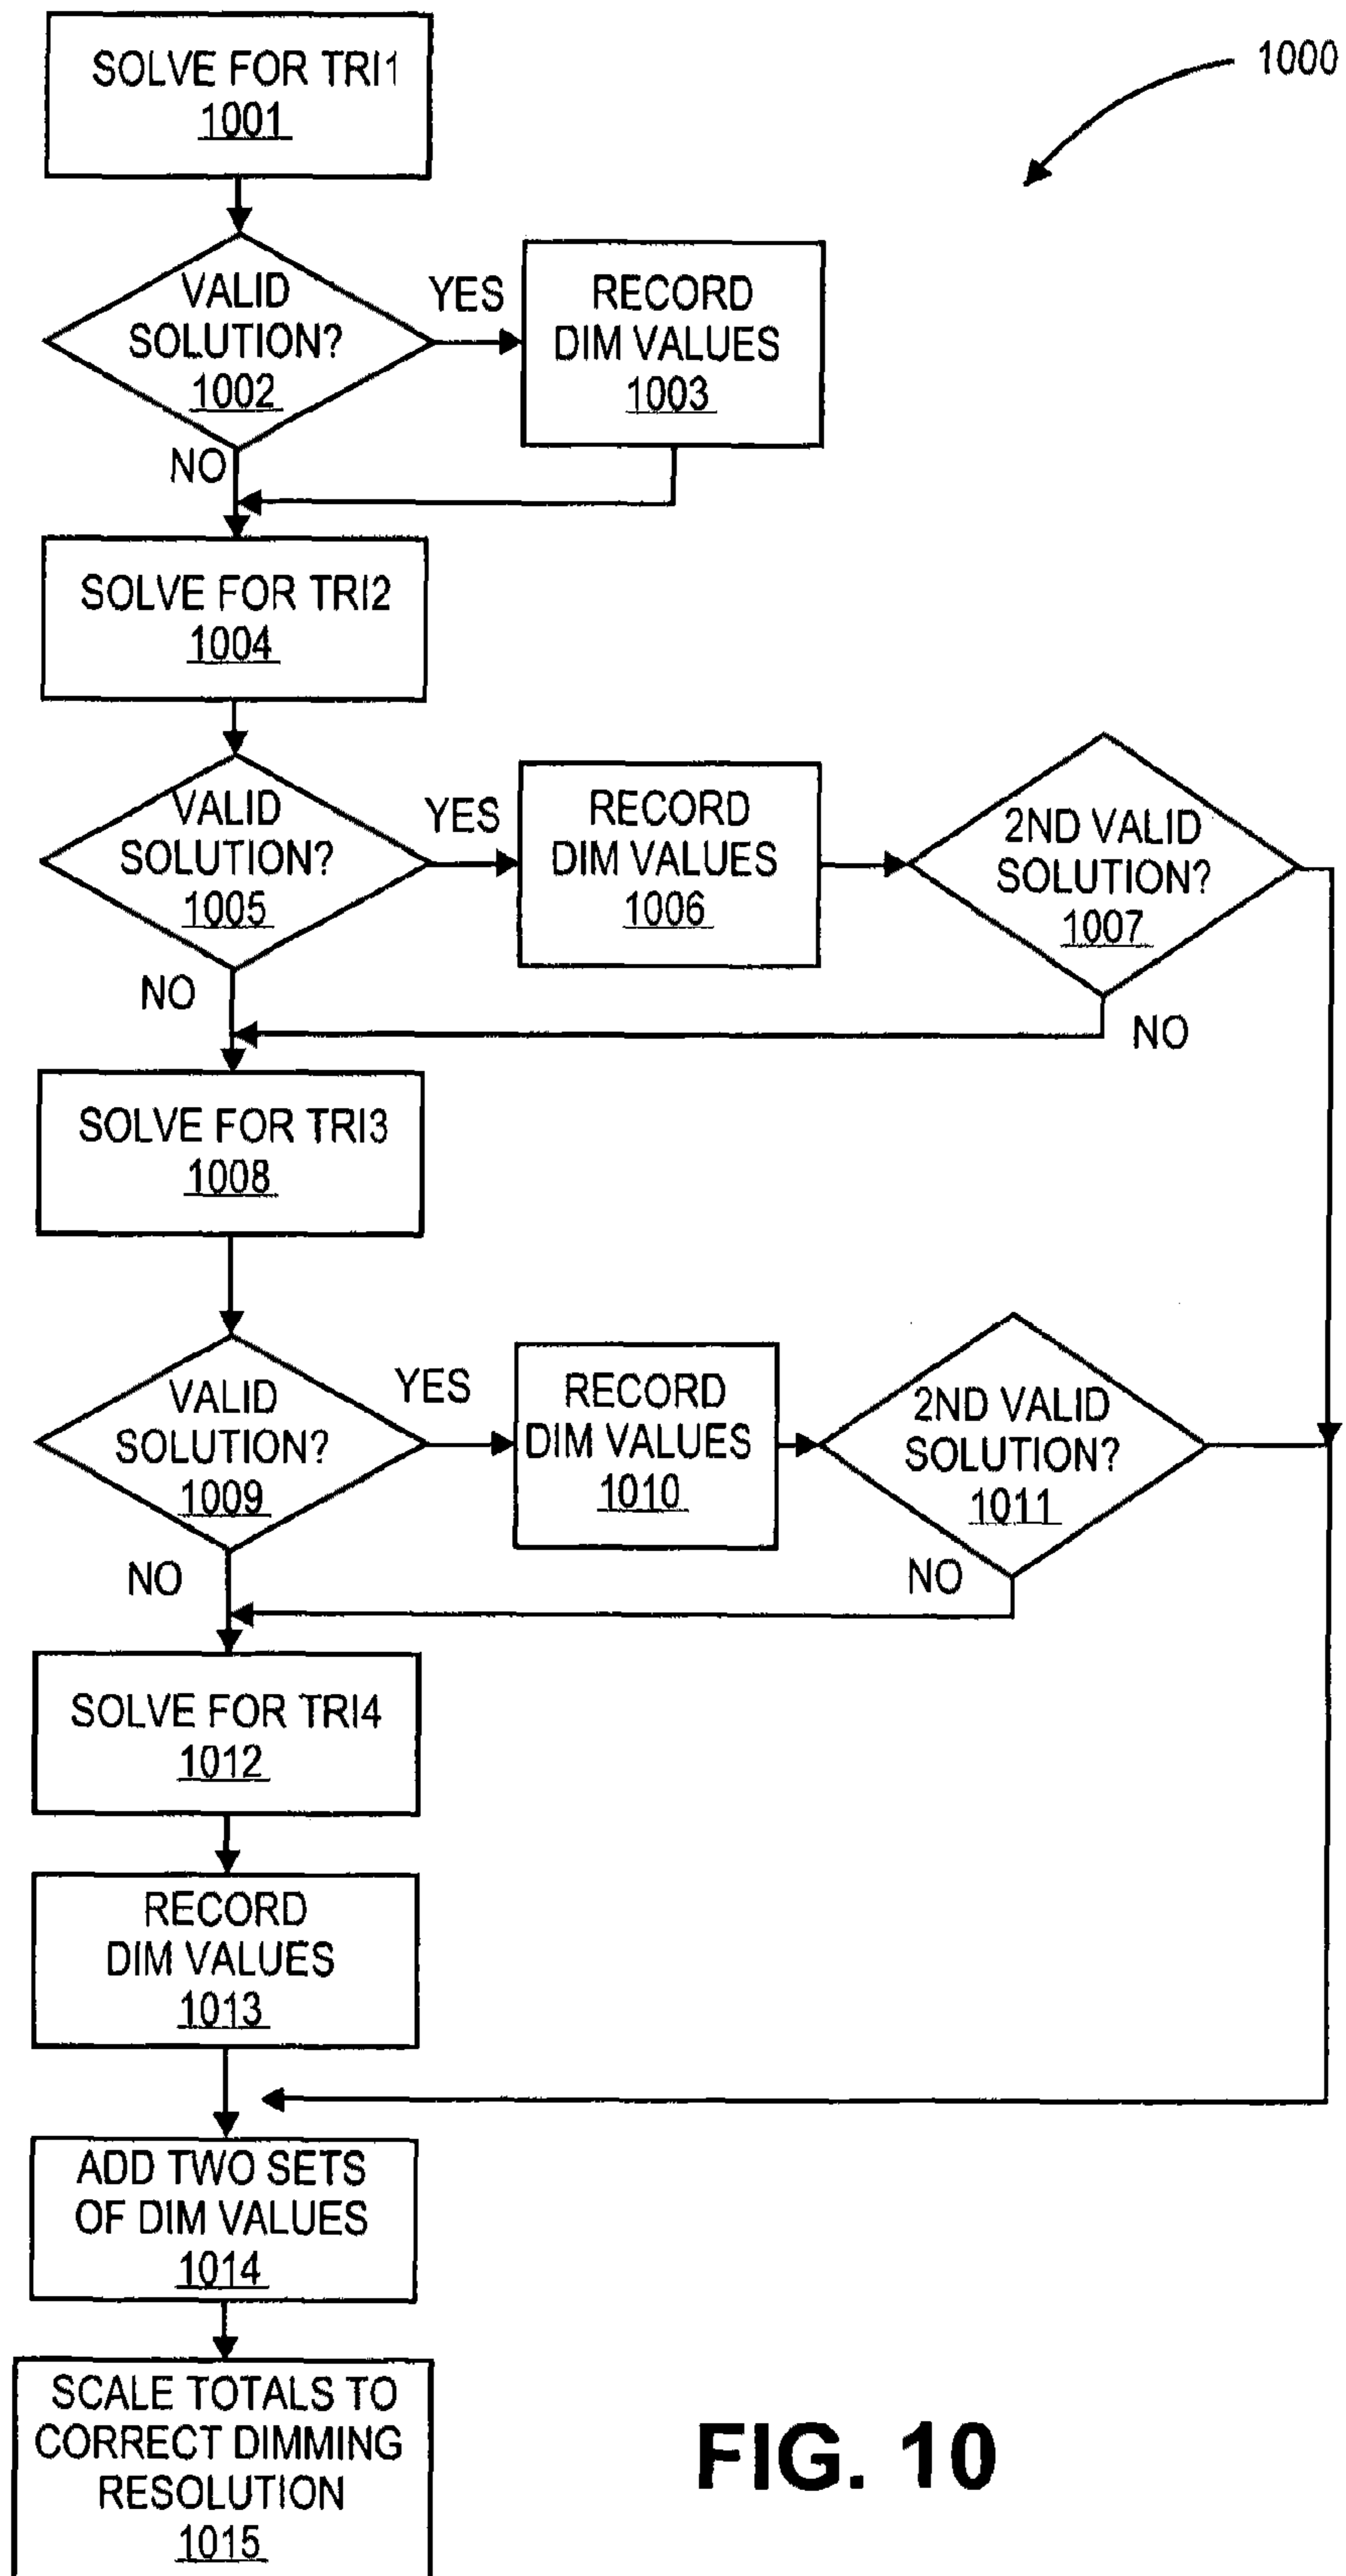 SOLVE FOR TRI1
1001
1000
VALID
SOLUTION?
1002
YES
RECORD
DIM VALUES
1003
NO
SOLVE FOR TRI2
1004
VALID
SOLUTION?
1005
YES
RECORD
DIM VALUES
1006
2ND VALID
SOLUTION?
1007
NO
NO
SOLVE FOR TRI3
1008
VALID
SOLUTION?
1009
YES
RECORD
DIM VALUES
1010
2ND VALID
SOLUTION?
1011
NO
NO
SOLVE FOR TRI4
1012
RECORD
DIM VALUES
1013
ADD TWO SETS
OF DIM VALUES
1014
SCALE TOTALS TO
CORRECT DIMMING
RESOLUTION
1015
FIG. 10